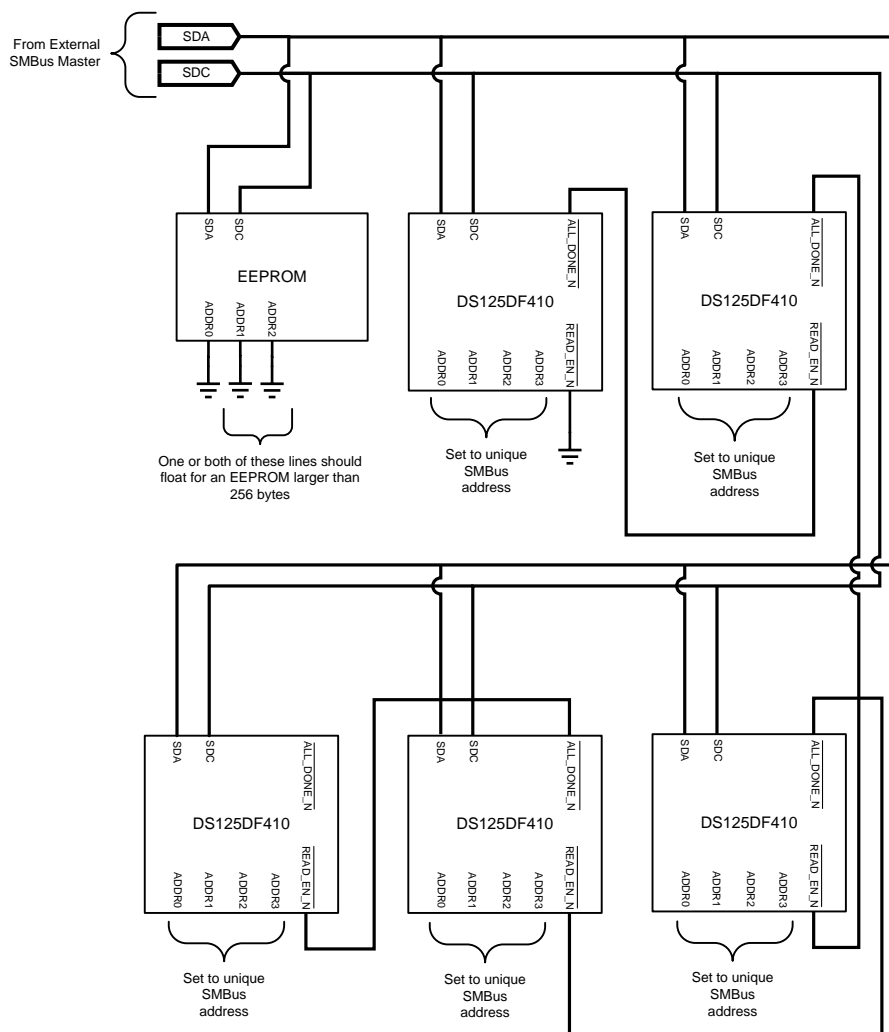 From External
SMBus Master
SDA
SDC
SDA
SDC
EEPROM
ADDR0
ADDR1
ADDR2
One or both of these lines should
float for an EEPROM larger than
256 bytes
SDA
SDC
ALL_DONE_N
DS125DF410
READ_EN_N
ADDR0
ADDR1
ADDR2
ADDR3
Set to unique
SMBus
address
SDA
SDC
ALL_DONE_N
DS125DF410
READ_EN_N
ADDR0
ADDR1
ADDR2
ADDR3
Set to unique
SMBus
address
SDA
SDC
ALL_DONE_N
DS125DF410
READ_EN_N
ADDR0
ADDR1
ADDR2
ADDR3
Set to unique
SMBus
address
SDA
SDC
ALL_DONE_N
DS125DF410
READ_EN_N
ADDR0
ADDR1
ADDR2
ADDR3
Set to unique
SMBus
address
SDA
SDC
ALL_DONE_N
DS125DF410
READ_EN_N
ADDR0
ADDR1
ADDR2
ADDR3
Set to unique
SMBus
address